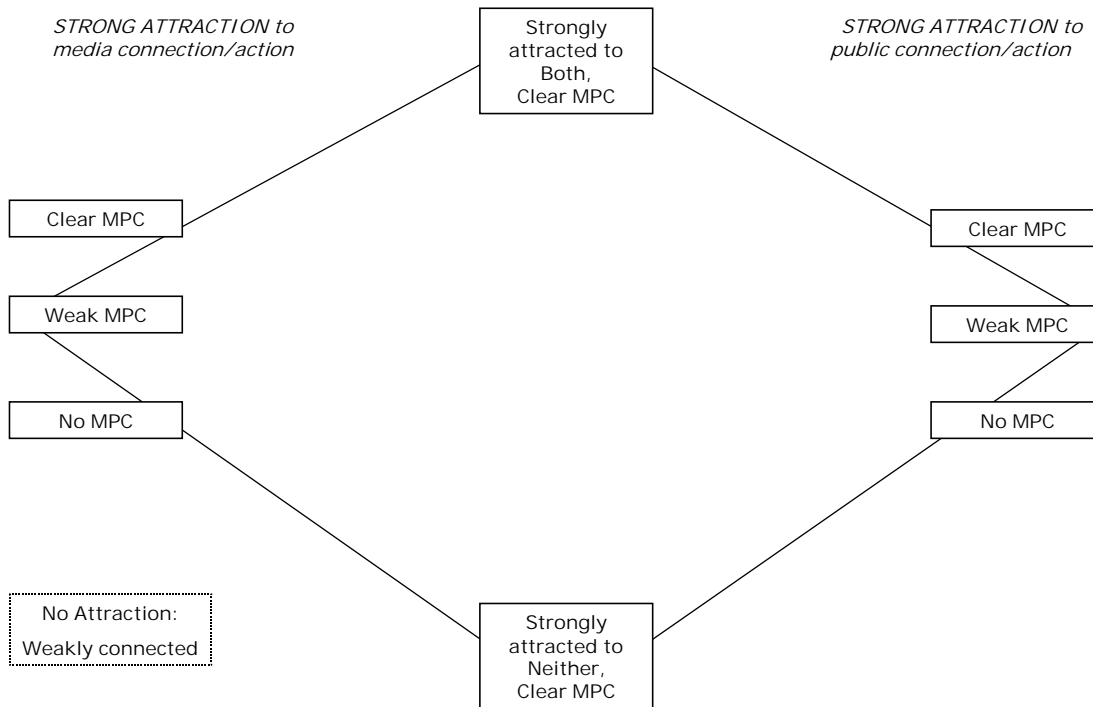 STRONG ATTRACTION to
media connection/action
Strongly
attracted to
Both,
Clear MPC
STRONG ATTRACTION to
public connection/action
Clear MPC
Clear MPC
Weak MPC
Weak MPC
No MPC
No MPC
No Attraction:
Weakly connected
Strongly
attracted to
Neither,
Clear MPC